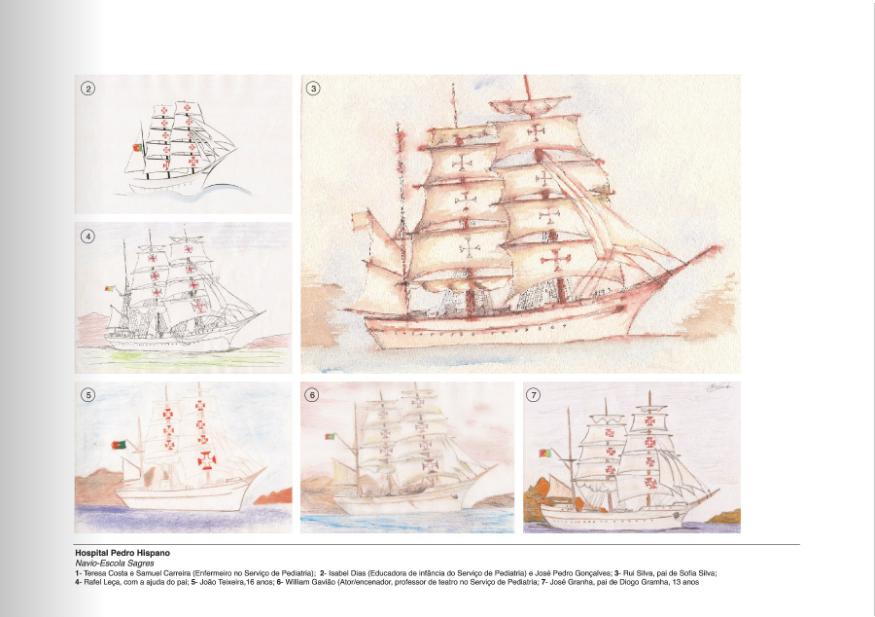 2
3
4
5
6
7
Hospital Pedro Hispano
Navio-Escola Sagres
1- Teresa Costa e Samuel Carreira (Enfermeiro no Serviço de Pediatria); 2- Isabel Dias (Educadora de infância do Serviço de Pediatria) e José Pedro Gonçalves; 3- Rui Silva, pai de Sofia Silva;
4- Rafel Leça, com a ajuda do pai; 5- João Teixeira,16 anos; 6- William Gavião (Ator/encenador, professor de teatro no Serviço de Pediatria; 7- José Granha, pai de Diogo Gramha, 13 anos